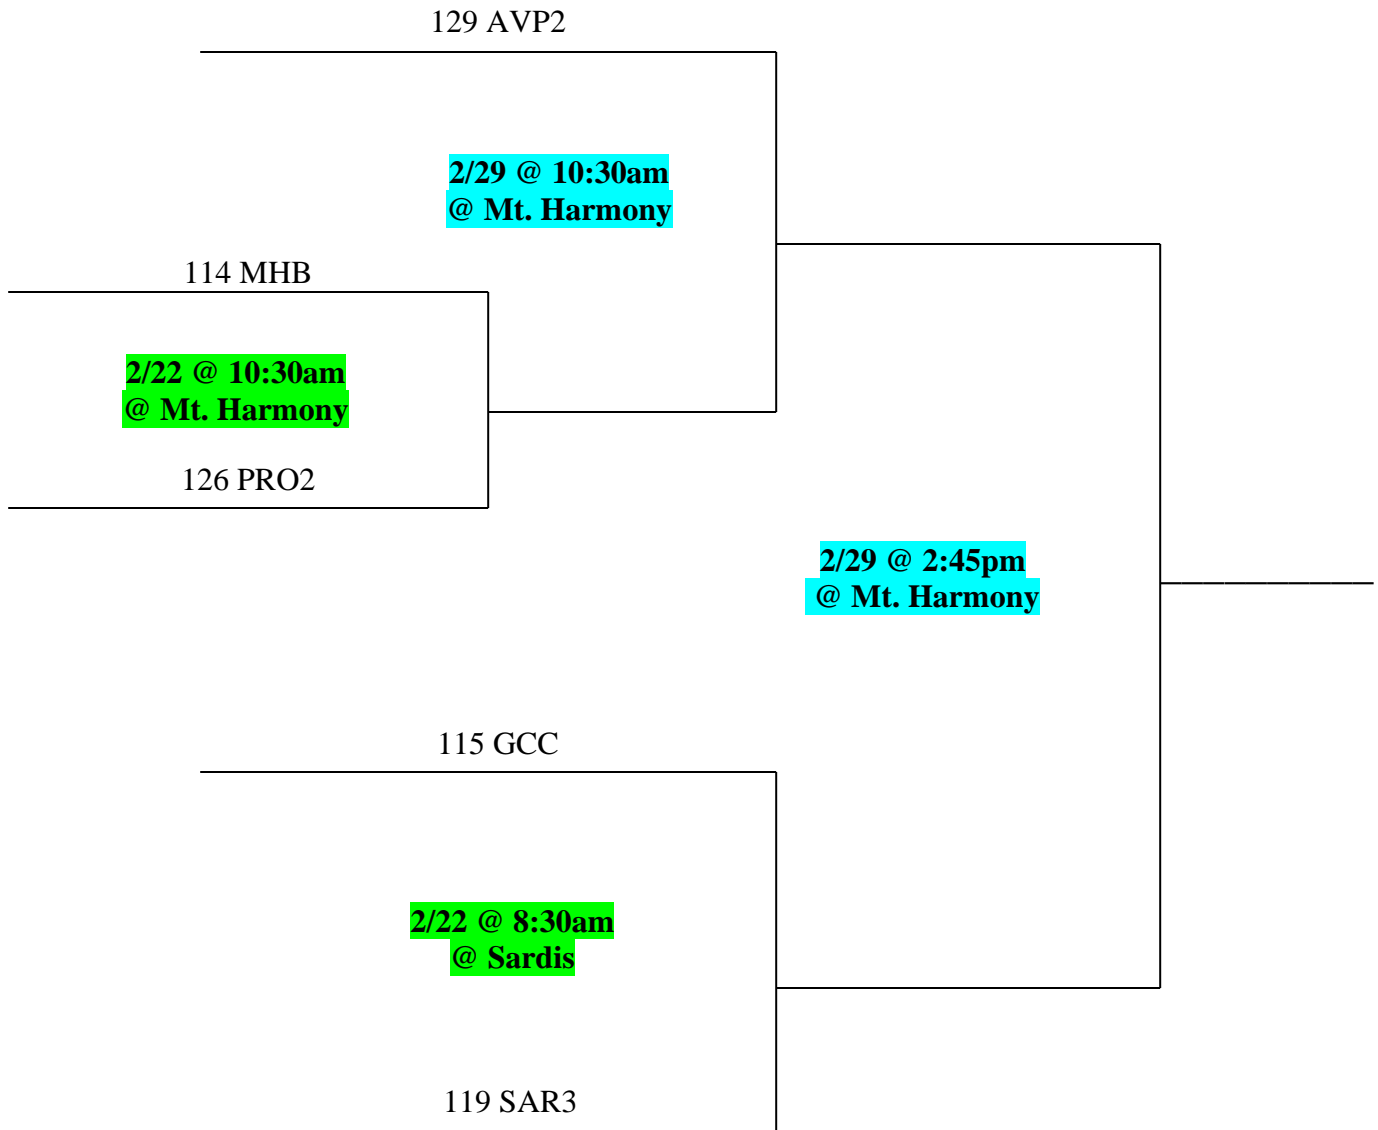 129 AVP2
2/29 @ 10:30am
@ Mt. Harmony
114 MHB
2/22 @ 10:30am
@ Mt. Harmony
126 PRO2
2/29 @ 2:45pm
@ Mt. Harmony
115 GCC
2/22 @ 8:30am
@ Sardis
119 SAR3